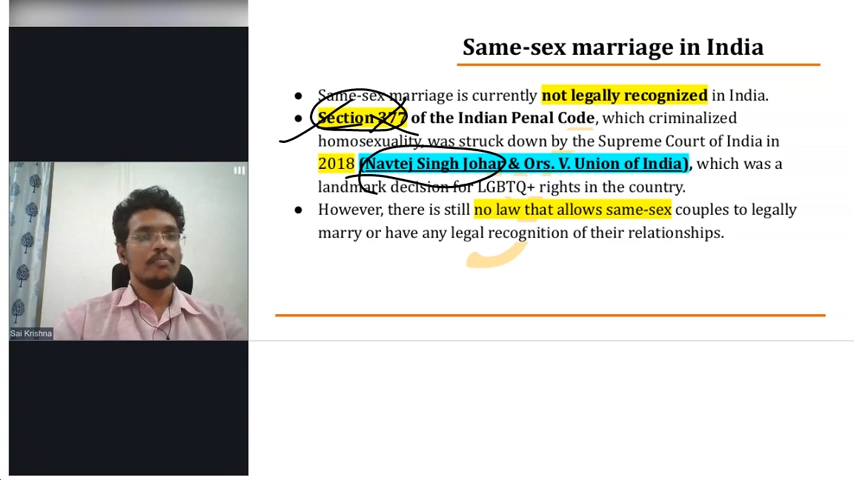 Same-sex marriage in India
● Same-sex marriage is currently not legally recognized in India.
● Section 377 of the Indian Penal Code, which criminalized
homosexuality, was struck down by the Supreme Court of India in
2018 (Navtej Singh Johar & Ors. V. Union of India), which was a
landmark decision for LGBTQ+ rights in the country.
● However, there is still no law that allows same-sex couples to legally
marry or have any legal recognition of their relationships.
Sai Krishna